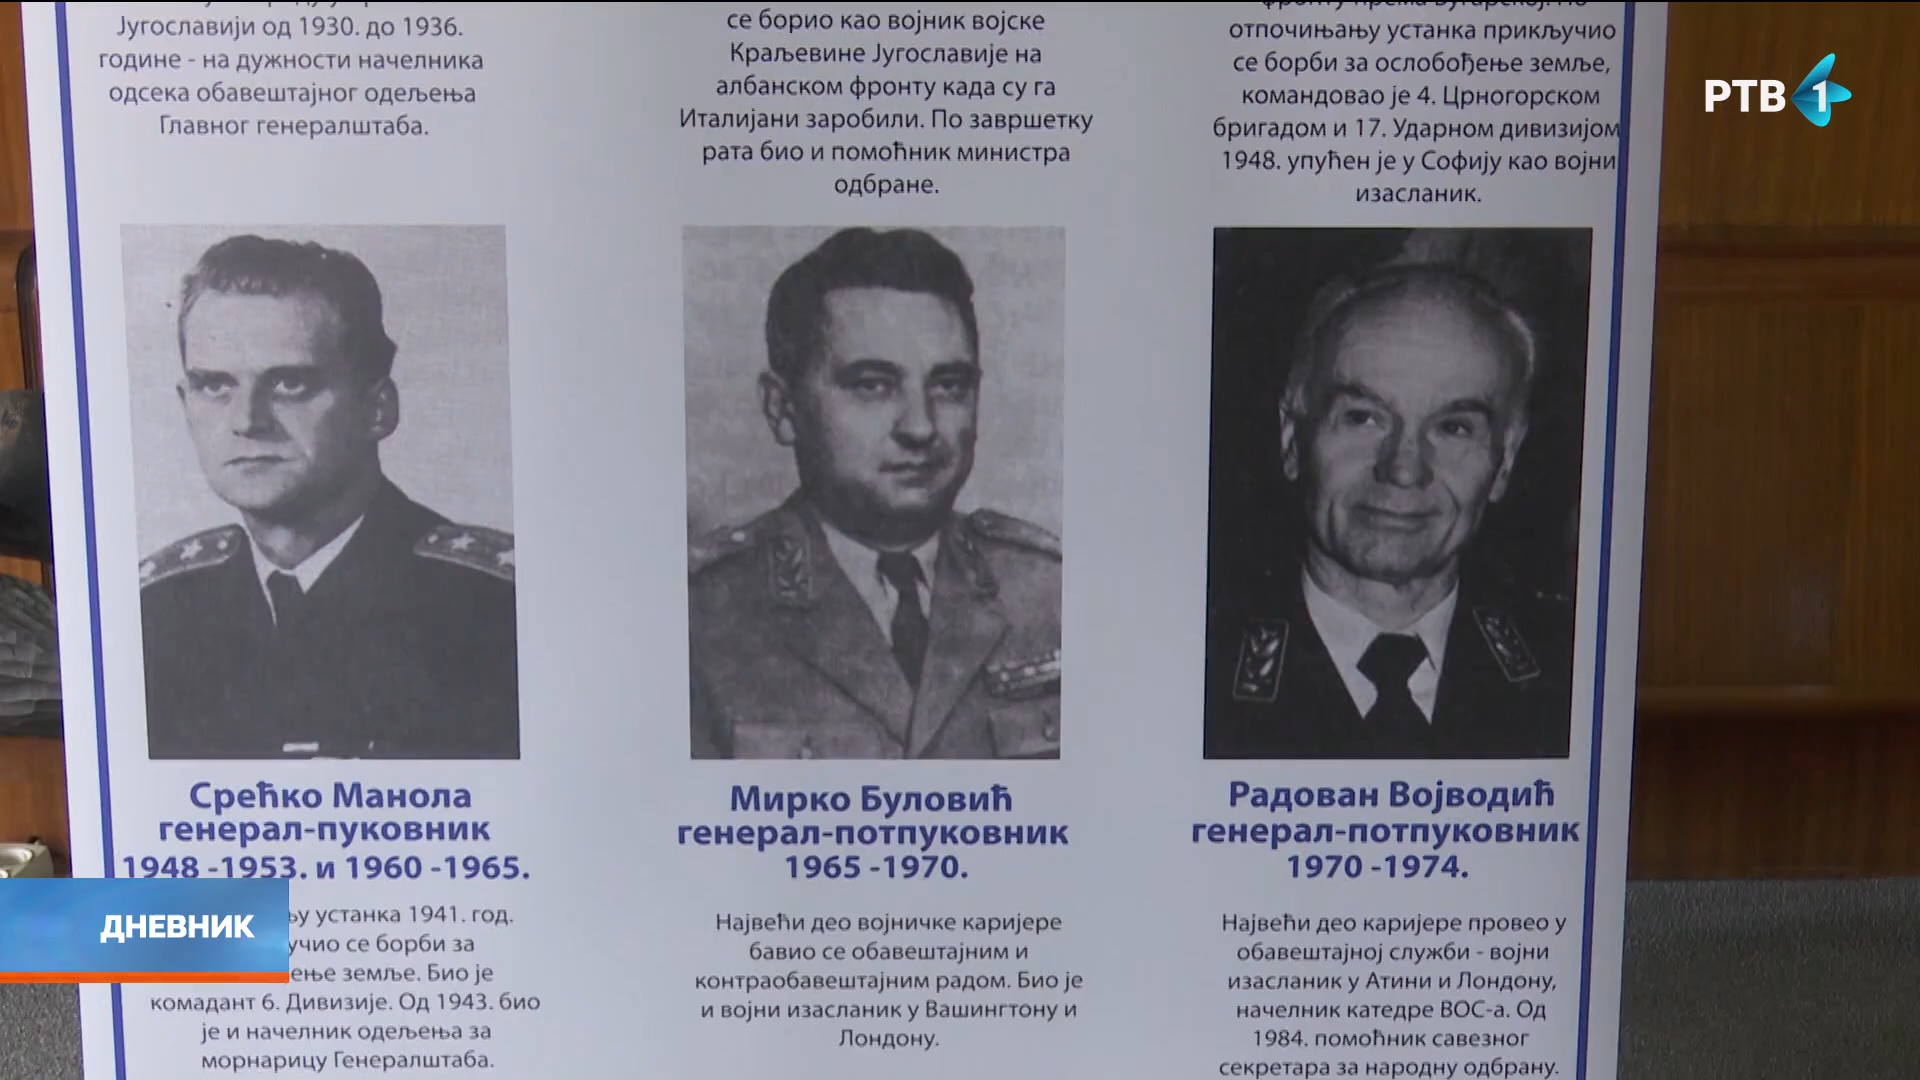 Југославији од 1930. до 1936.
године - на дужности начелника
одсека обавештајног одељења
Главног генералштаба.
се борио као војник војске
Краљевине Југославије на
албанском фронту када су га
Италијани заробили. По завршетку
рата био и помоћник министра
одбране.
отпочињању устанка прикључио
се борби за ослобођење земље,
командовао је 4. Црногорском
бригадом и 17. Ударном дивизијом
1948. упућен је у Софију као војни
изасланик.
РТВ 1
Срећко Манола
генерал-пуковник
1948 -1953. и 1960 -1965.
устанка 1941. год.
се борби за
земље. Био је
комадант 6. Дивизије. Од 1943. био
је и начелник одељења за
морнарицу Генералштаба.
Мирко Буловић
генерал-потпуковник
1965 -1970.
Највећи део војничке каријере
бавио се обавештајним и
контраобавештајним радом. Био је
и војни изасланик у Вашингтону и
Лондону.
Радован Војводић
генерал-потпуковник
1970 -1974.
Највећи део каријере провео у
обавештајној служби - војни
изасланик у Атини и Лондону,
начелник катедре ВОС-а. Од
1984. помоћник савезног
секретара за народну одбрану.
ДНЕВНИК